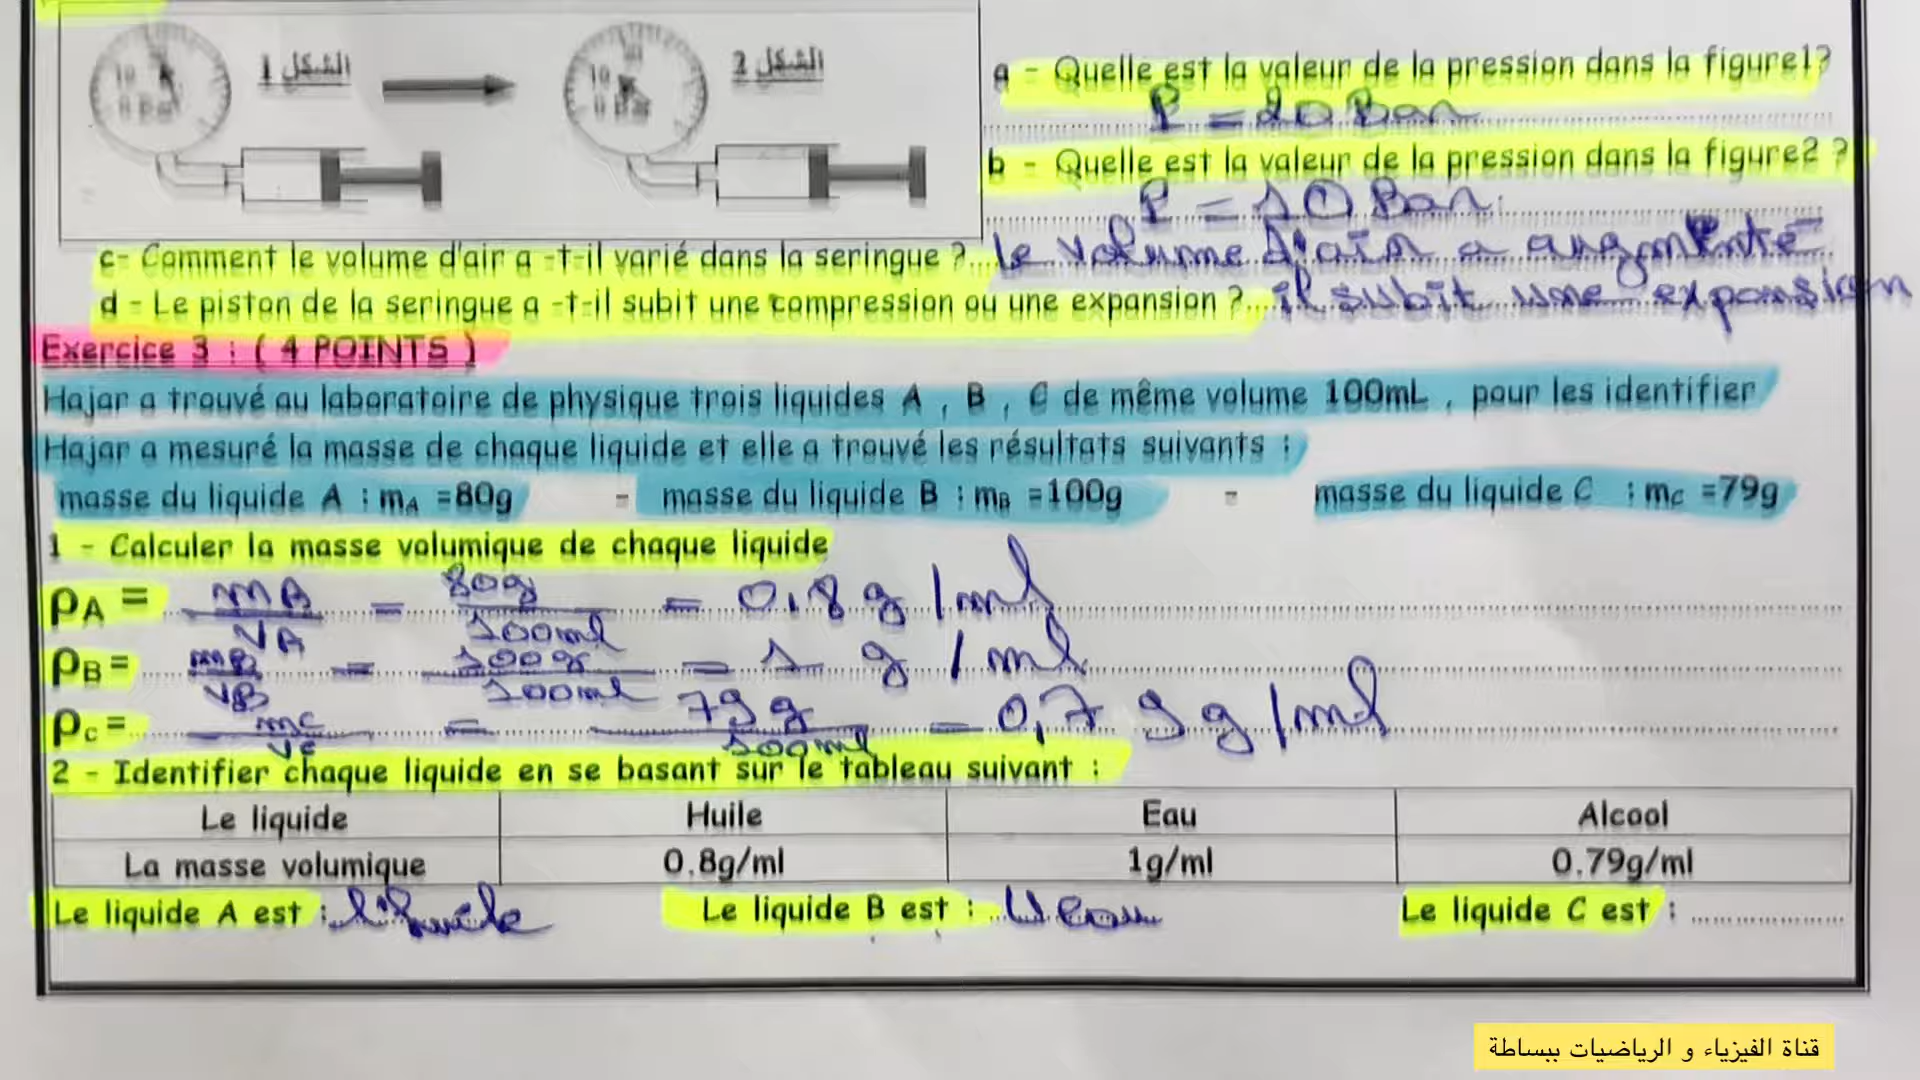 الشكل 1
الشكل 2
10
0 Bar
10
0 Bar
a - Quelle est la valeur de la pression dans la figure1?
P = 20 Bar
b - Quelle est la valeur de la pression dans la figure2 ?
P = 10 Bar
c- Comment le volume d'air a -t-il varié dans la seringue ? le volume d'air a augmenté
d - Le piston de la seringue a -t-il subit une compression ou une expansion ? il subit une expansion
Exercice 3 : ( 4 POINTS )
Hajar a trouvé au laboratoire de physique trois liquides A , B , C de même volume 100mL , pour les identifier
Hajar a mesuré la masse de chaque liquide et elle a trouvé les résultats suivants :
masse du liquide A : mA =80g - masse du liquide B : mB =100g - masse du liquide C : mC =79g
1 - Calculer la masse volumique de chaque liquide
ρA = mA / VA = 80g / 100ml = 0,8 g/ml
ρB = mB / VB = 100g / 100ml = 1 g/ml
ρc = mc / vc = 79g / 100ml = 0,79g/ml
2 - Identifier chaque liquide en se basant sur le tableau suivant :
Le liquide Huile Eau Alcool
La masse volumique 0.8g/ml 1g/ml 0.79g/ml
Le liquide A est : l'huile Le liquide B est : l'eau Le liquide C est :
قناة الفيزياء و الرياضيات ببساطة